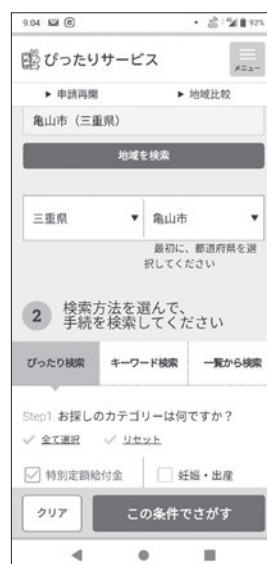 9:04 92%
ぴったりサービス
メニュー
▶ 申請再開 ▶ 地域比較
亀山市（三重県）
地域を検索
三重県 ▼ 亀山市 ▼
最初に、都道府県を選
択してください
2 検索方法を選んで、
手続を検索してください
ぴったり検索 キーワード検索 一覧から検索
Step1. お探しのカテゴリーは何ですか？
全て選択 リセット
特別定額給付金 妊娠・出産
クリア この条件でさがす